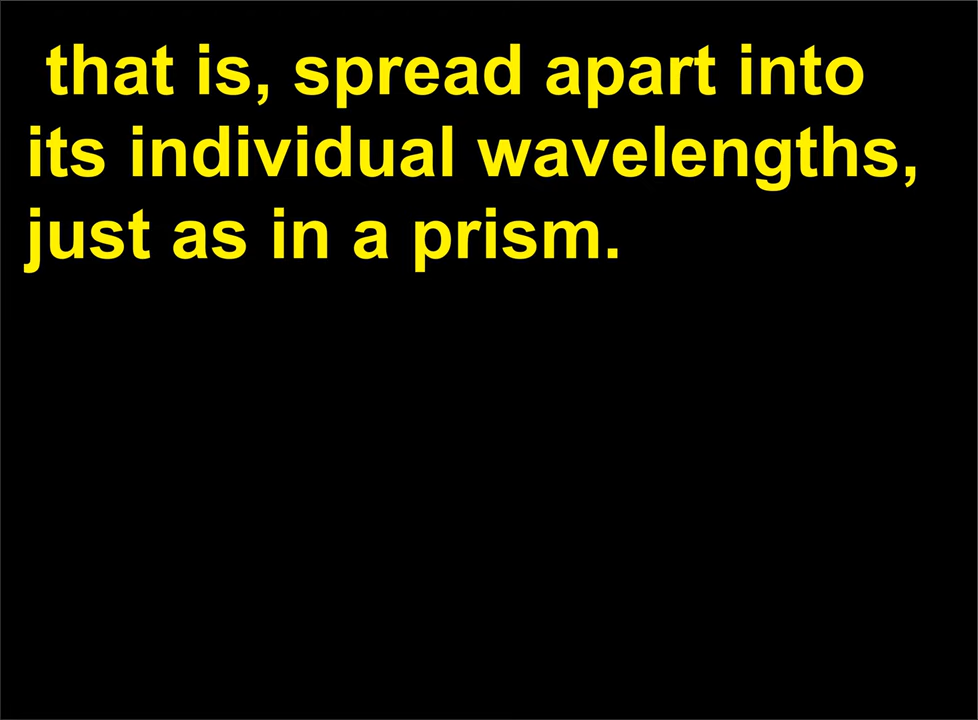 that is, spread apart into
its individual wavelengths,
just as in a prism.